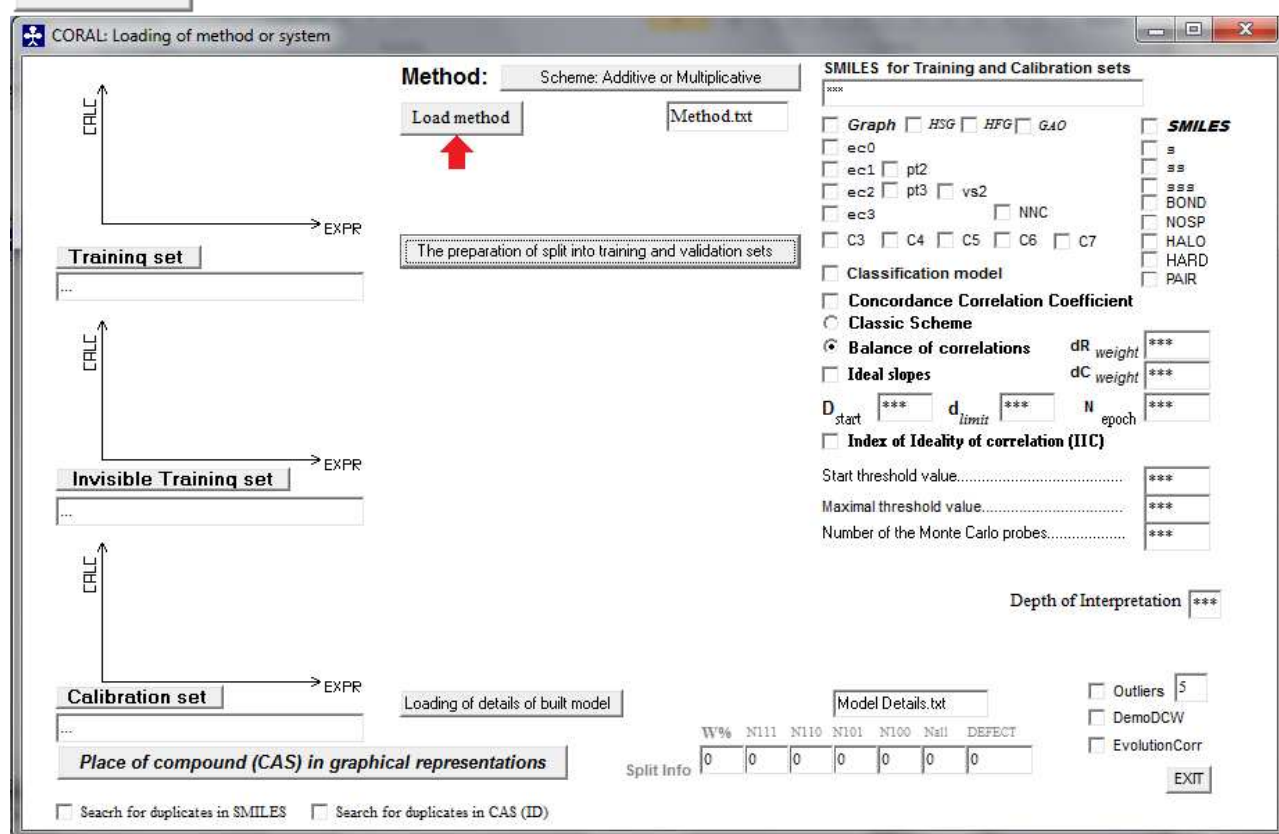 CORAL: Loading of method or system
Method: Scheme: Additive or Multiplicative
Load method Method.txt
The preparation of split into training and validation sets
CALC
EXPR
Training set
...
CALC
EXPR
Invisible Training set
...
CALC
EXPR
Calibration set
...
Place of compound (CAS) in graphical representations
Seacrh for duplicates in SMILES Search for duplicates in CAS (ID)
Loading of details of built model Model Details.txt
W% N111 N110 N101 N100 Nall DEFECT
Split Info 0 0 0 0 0 0
SMILES for Training and Calibration sets
***
Graph HSG HFG GAO
ec0
ec1 pt2
ec2 pt3 vs2
ec3 NNC
C3 C4 C5 C6 C7
SMILES
s
ss
sss
BOND
NOSP
HALO
HARD
PAIR
Classification model
Concordance Correlation Coefficient
Classic Scheme
Balance of correlations dR weight ***
Ideal slopes dC weight ***
D start *** d limit *** N epoch ***
Index of Ideality of correlation (IIC)
Start threshold value........................................ ***
Maximal threshold value.................................. ***
Number of the Monte Carlo probes................... ***
Depth of Interpretation ***
Outliers 5
DemoDCW
EvolutionCorr
EXIT